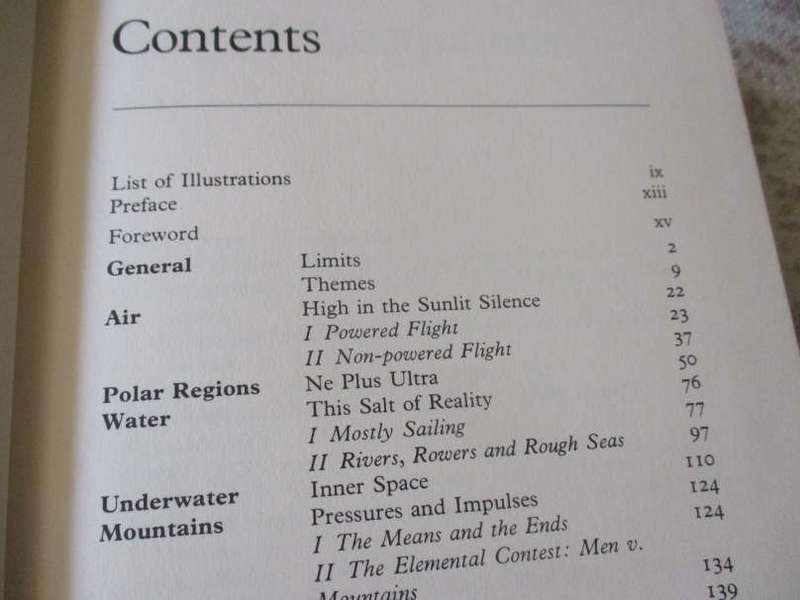 Contents
List of Illustrations ix
Preface xiii
Foreword xv
General Limits 2
Themes 9
Air High in the Sunlit Silence 22
I Powered Flight 23
II Non-powered Flight 37
Polar Regions Ne Plus Ultra 50
Water This Salt of Reality 76
I Mostly Sailing 77
II Rivers, Rowers and Rough Seas 97
Underwater Inner Space 110
Mountains Pressures and Impulses 124
I The Means and the Ends 124
II The Elemental Contest: Men v.
Mountains 134
139